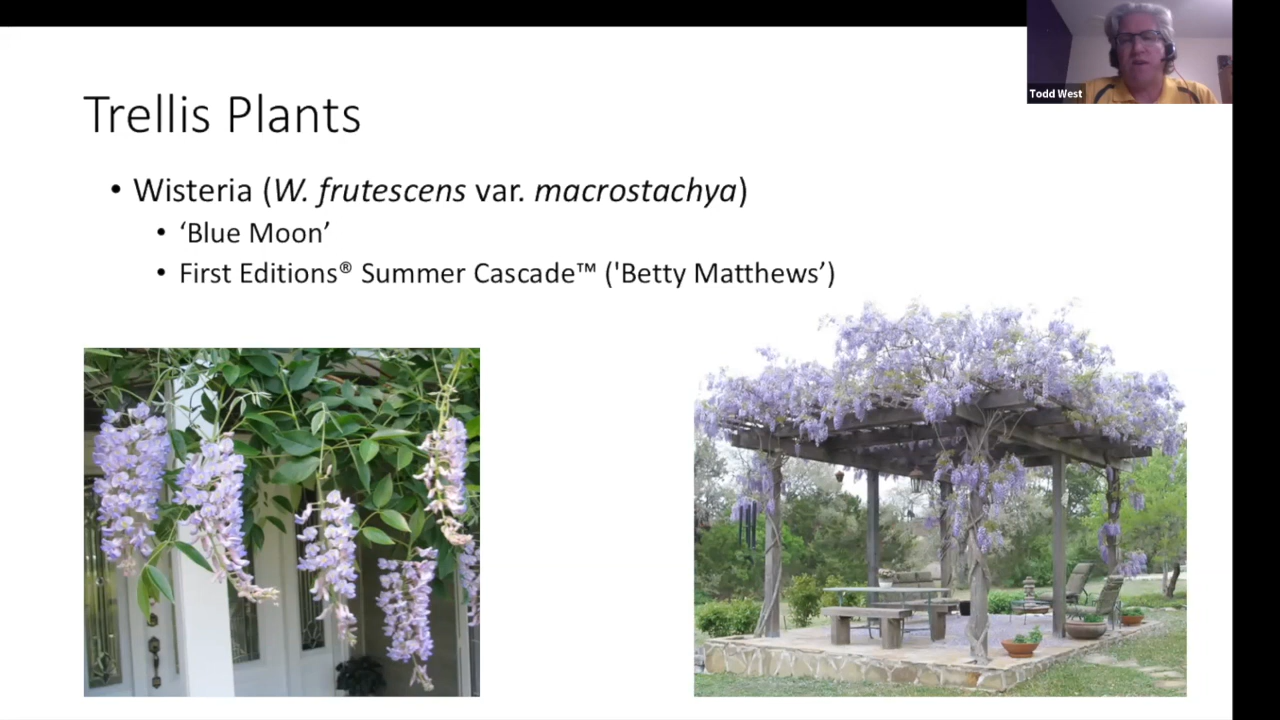 Trellis Plants
• Wisteria (W. frutescens var. macrostachya)
• ‘Blue Moon’
• First Editions® Summer Cascade™ ('Betty Matthews’)
Todd West